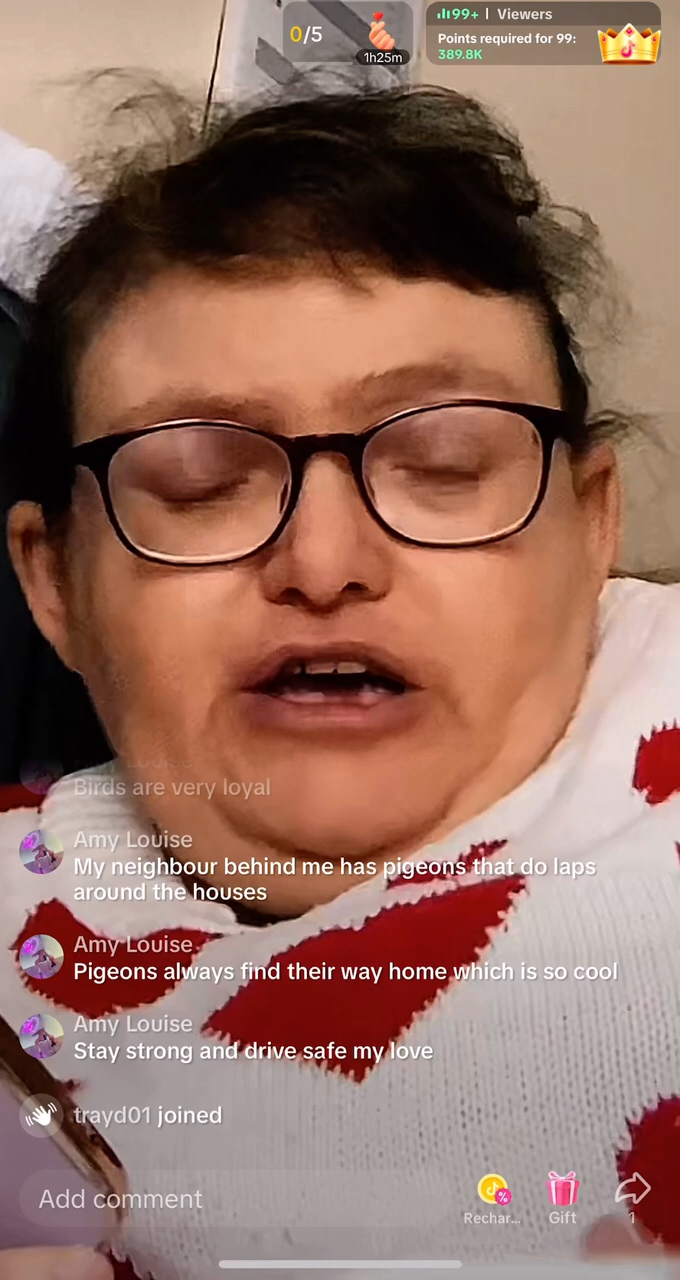 0/5
1h25m
99+ | Viewers
Points required for 99:
389.8K
Amy Louise
Birds are very loyal
Amy Louise
My neighbour behind me has pigeons that do laps
around the houses
Amy Louise
Pigeons always find their way home which is so cool
Amy Louise
Stay strong and drive safe my love
trayd01 joined
Add comment
Rechar...
Gift
1